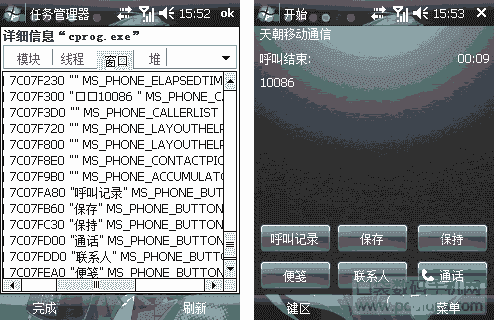 任务管理器 15:52 ok
详细信息“cprog.exe”
模块 线程 窗口 堆
7C07F230 "" MS_PHONE_ELAPSEDTIM
7C07F300 "□□10086 " MS_PHONE_CA
7C07F3D0 "" MS_PHONE_CALLERLIST
7C07F720 "" MS_PHONE_LAYOUTHELP
7C07F800 "" MS_PHONE_LAYOUTHELP
7C07F8E0 "" MS_PHONE_CONTACTPIC
7C07F9B0 "" MS_PHONE_ACCUMULATO
7C07FA80 "呼叫记录" MS_PHONE_BUT
7C07FB60 "保存" MS_PHONE_BUTTON
7C07FC30 "保持" MS_PHONE_BUTTON
7C07FD00 "通话" MS_PHONE_BUTTON
7C07FDD0 "联系人" MS_PHONE_BUTTO
7C07FEA0 "便笺" MS_PHONE_BUTTON
完成 刷新
开始 15:53
天朝移动通信
呼叫结束: 00:09
10086
呼叫记录 保存 保持
便笺 联系人 通话
键区 菜单